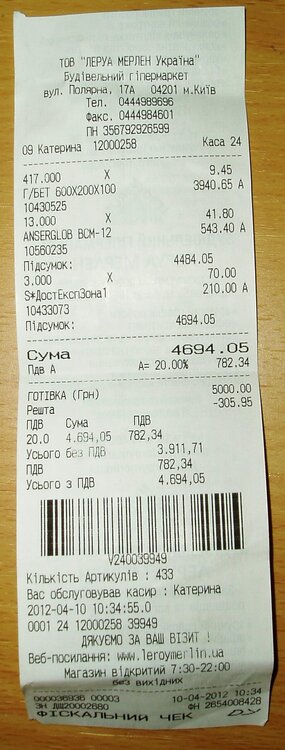 ТОВ "ЛЕРУА МЕРЛЕН Україна"
Будівельний гіпермаркет
вул. Полярна, 17А 04201 м.Київ
Тел. 0444989696
Факс. 0444984601
ПН 356792926599
09 Катерина 12000258 Каса 24
417.000 X 9.45
Г/БЕТ 600X200X100 3940.65 А
10430525
13.000 X 41.80
ANSERGLOB BCM-12 543.40 А
10560235
Підсумок: 4484.05
3.000 X 70.00
S*ДостЕкспЗона1 210.00 А
10433073
Підсумок: 4694.05
Сума 4694.05
Пдв А А= 20.00% 782.34
ГОТІВКА (Грн) 5000.00
Решта -305.95
ПДВ Сума ПДВ
20.0 4.694,05 782,34
Усього без ПДВ 3.911,71
ПДВ 782,34
Усього з ПДВ 4.694,05
V240039949
Кількість Артикулів : 433
Вас обслуговував касир : Катерина
2012-04-10 10:34:55.0
0001 24 12000258 39949
ДЯКУЄМО ЗА ВАШ ВІЗИТ !
Веб-посилання: www.leroymerlin.ua
Магазин відкритий 7:30-22:00
без вихідних
000036936 00003 10-04-2012 10:34
ЗН ДШ20002680 ФН 2654008428
ФІСКАЛЬНИЙ ЧЕК